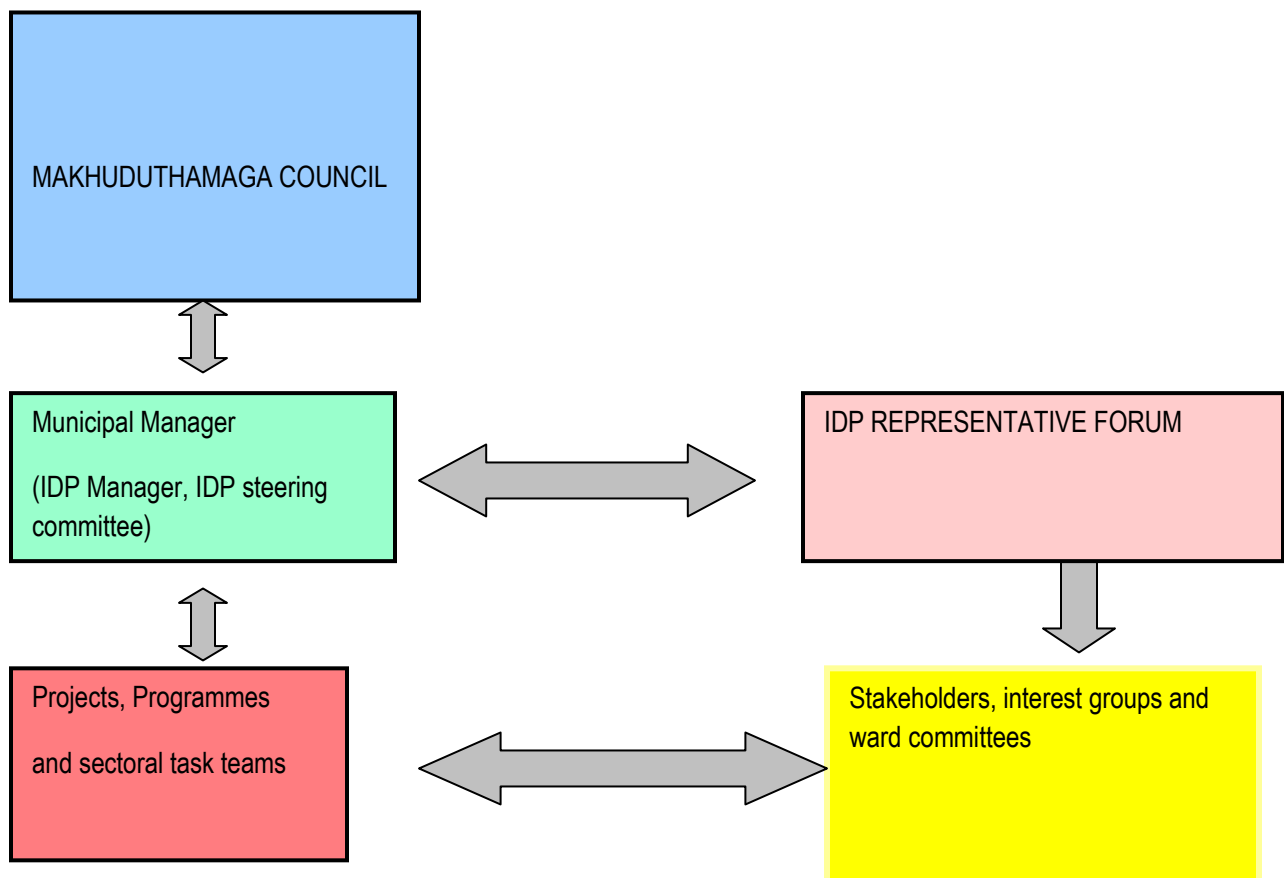 MAKHUDUTHAMAGA COUNCIL
Municipal Manager
(IDP Manager, IDP steering
committee)
IDP REPRESENTATIVE FORUM
Projects, Programmes
and sectoral task teams
Stakeholders, interest groups and
ward committees